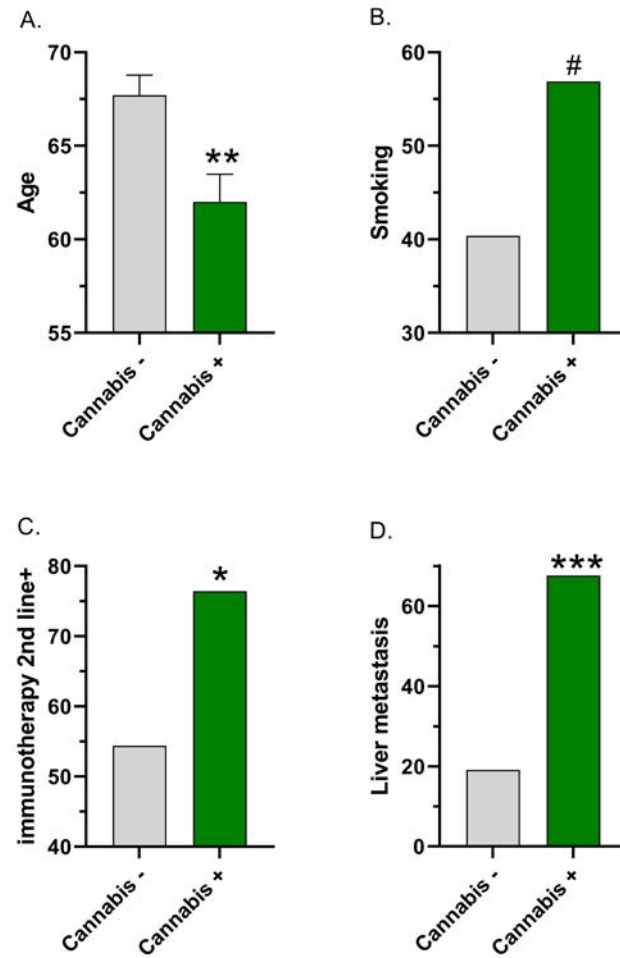 A.
70
65
60
55
Age
**
Cannabis -
Cannabis +
B.
60
50
40
30
Smoking
#
Cannabis -
Cannabis +
C.
80
70
60
50
40
immunotherapy 2nd line+
*
Cannabis -
Cannabis +
D.
60
40
20
0
Liver metastasis
***
Cannabis -
Cannabis +